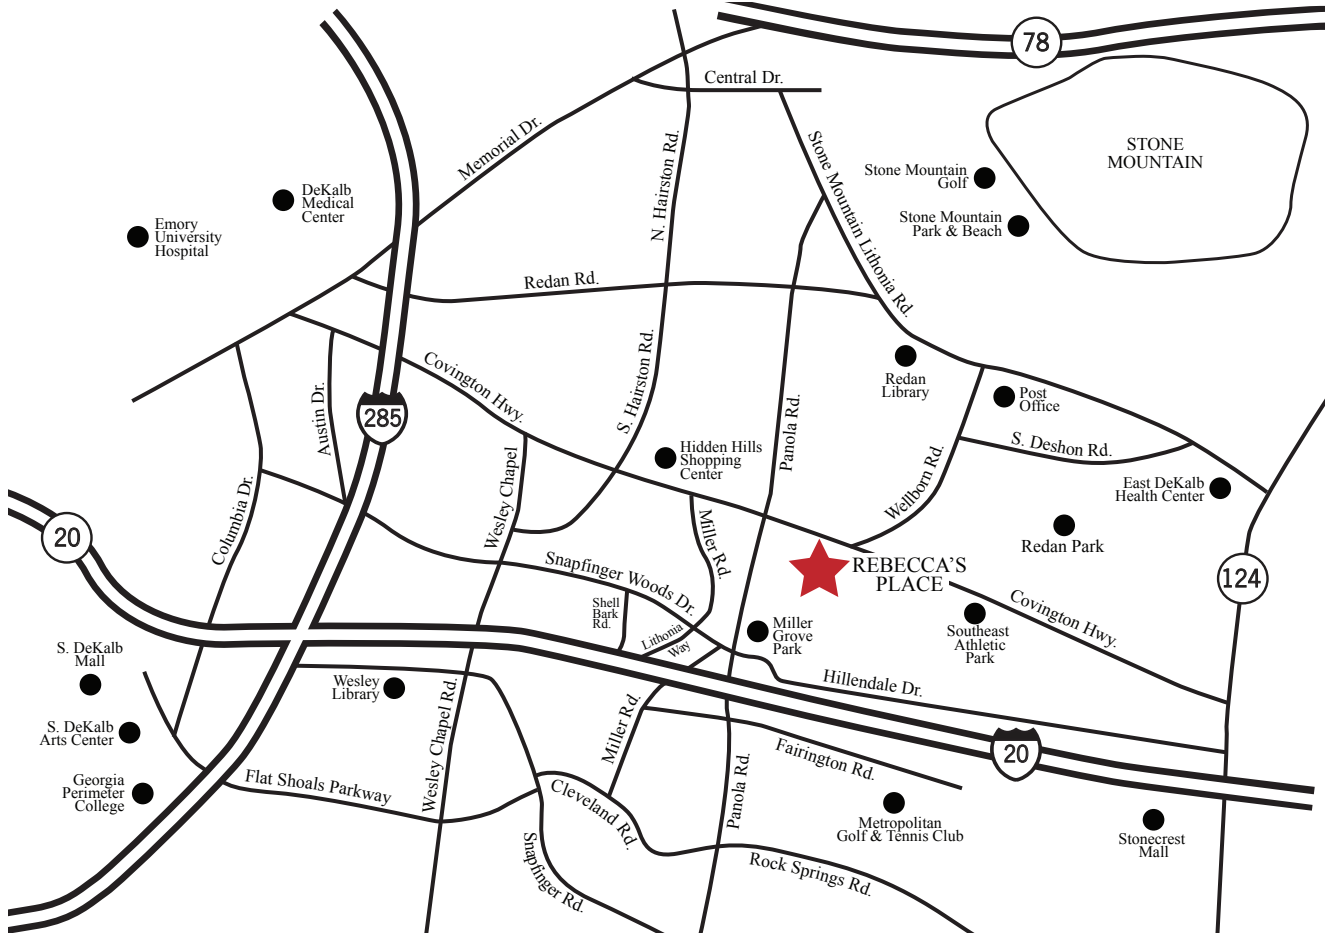 78
Central Dr.
Memorial Dr.
STONE
MOUNTAIN
Stone Mountain
Golf
Stone Mountain Lithonia Rd.
N. Hairston Rd.
DeKalb
Medical
Center
Stone Mountain
Park & Beach
Emory
University
Hospital
Redan Rd.
S. Hairston Rd.
Covington Hwy.
Redan
Library
Post
Office
Austin Dr.
285
Panola Rd.
Hidden Hills
Shopping
Center
S. Deshon Rd.
Wellborn Rd.
East DeKalb
Health Center
Wesley Chapel
Columbia Dr.
20
Miller Rd.
Redan Park
Snapfinger Woods Dr.
REBECCA'S
PLACE
124
Shell
Bark
Rd.
Lithonia
Way
Miller
Grove
Park
Covington Hwy.
Southeast
Athletic
Park
S. DeKalb
Mall
Wesley
Library
Hillendale Dr.
Wesley Chapel Rd.
Miller Rd.
S. DeKalb
Arts Center
20
Fairington Rd.
Panola Rd.
Georgia
Perimeter
College
Flat Shoals Parkway
Cleveland Rd.
Metropolitan
Golf & Tennis Club
Stonecrest
Mall
Snapfinger Rd.
Rock Springs Rd.